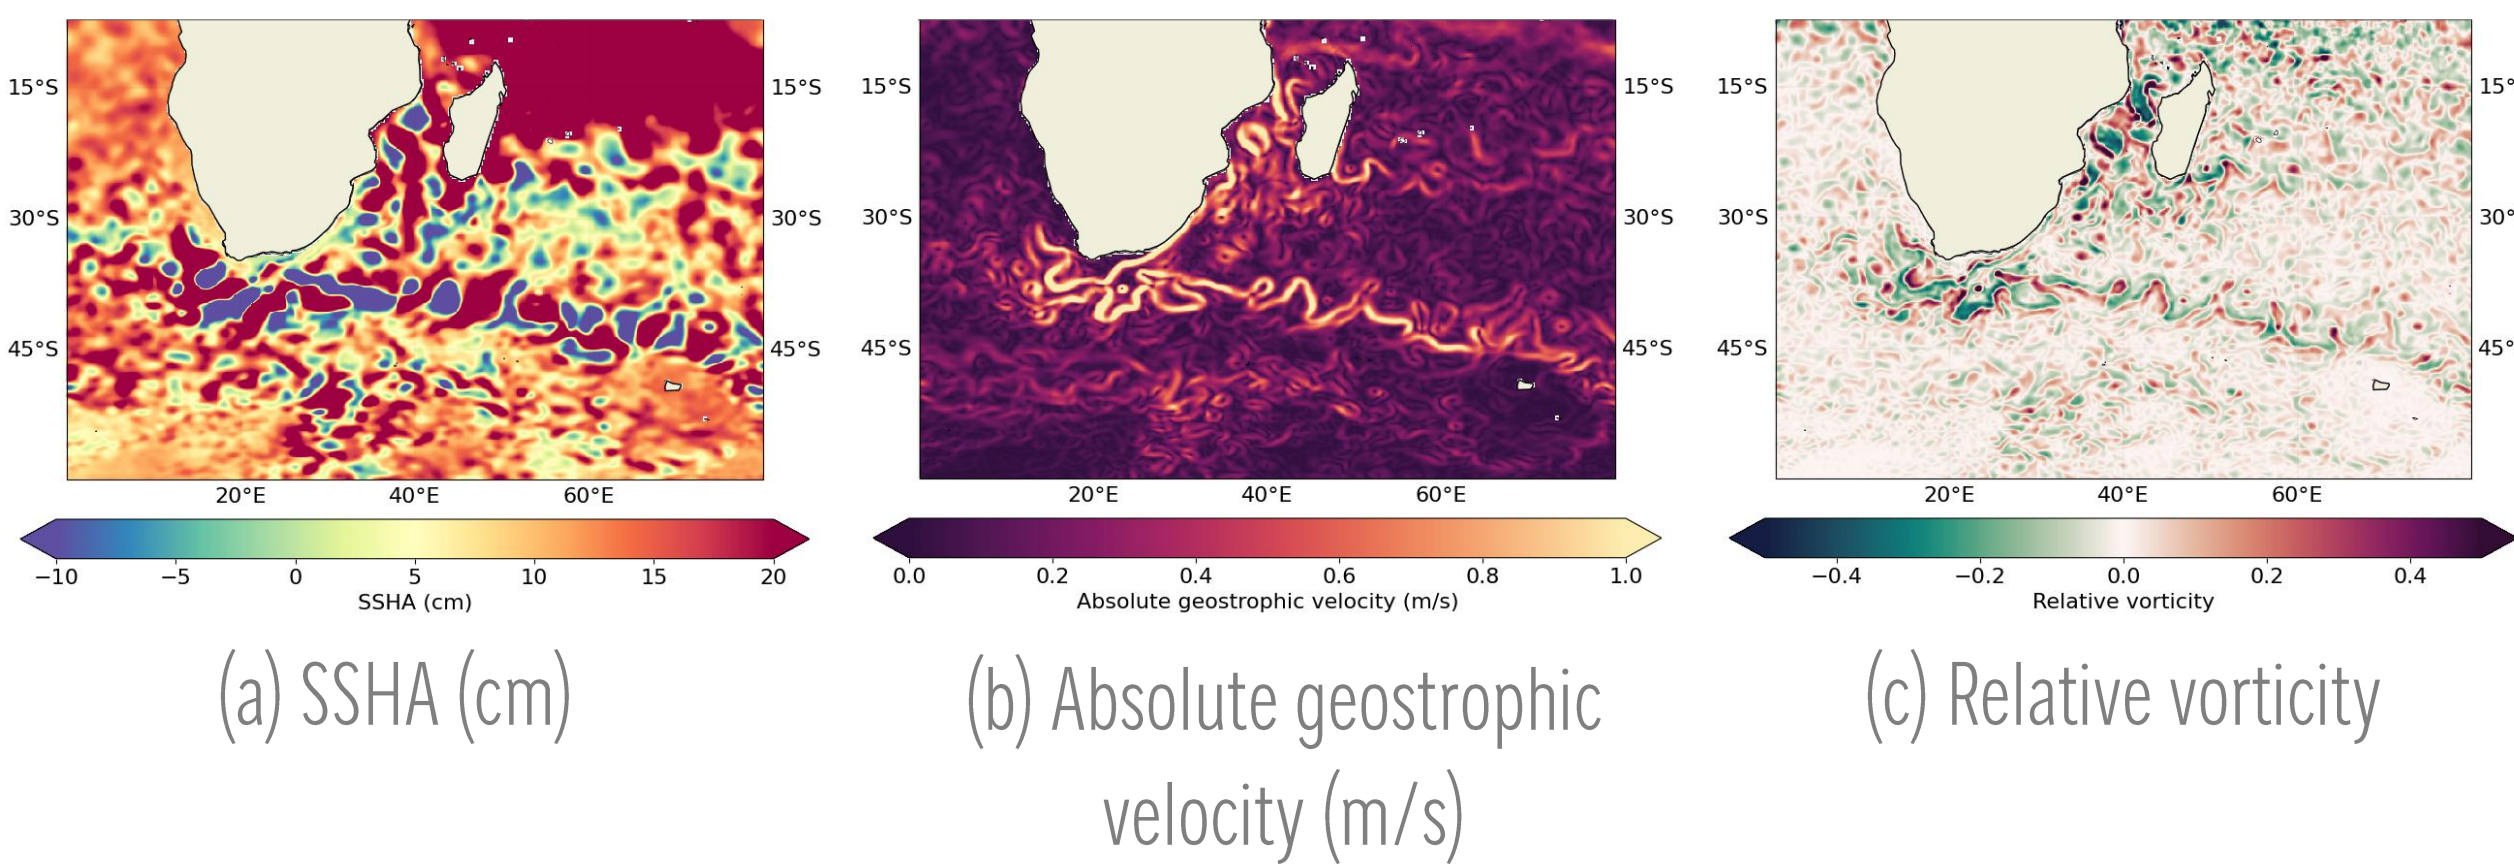 15°S 15°S 15°S 15°S 15°S 15°
30°S 30°S 30°S 30°S 30°S 30°
45°S 45°S 45°S 45°S 45°S 45°
20°E 40°E 60°E 20°E 40°E 60°E 20°E 40°E 60°E
−10 −5 0 5 10 15 20 0.0 0.2 0.4 0.6 0.8 1.0 −0.4 −0.2 0.0 0.2 0.4
SSHA (cm) Absolute geostrophic velocity (m/s) Relative vorticity
(a) SSHA (cm)
(b) Absolute geostrophic
velocity (m/s)
(c) Relative vorticity